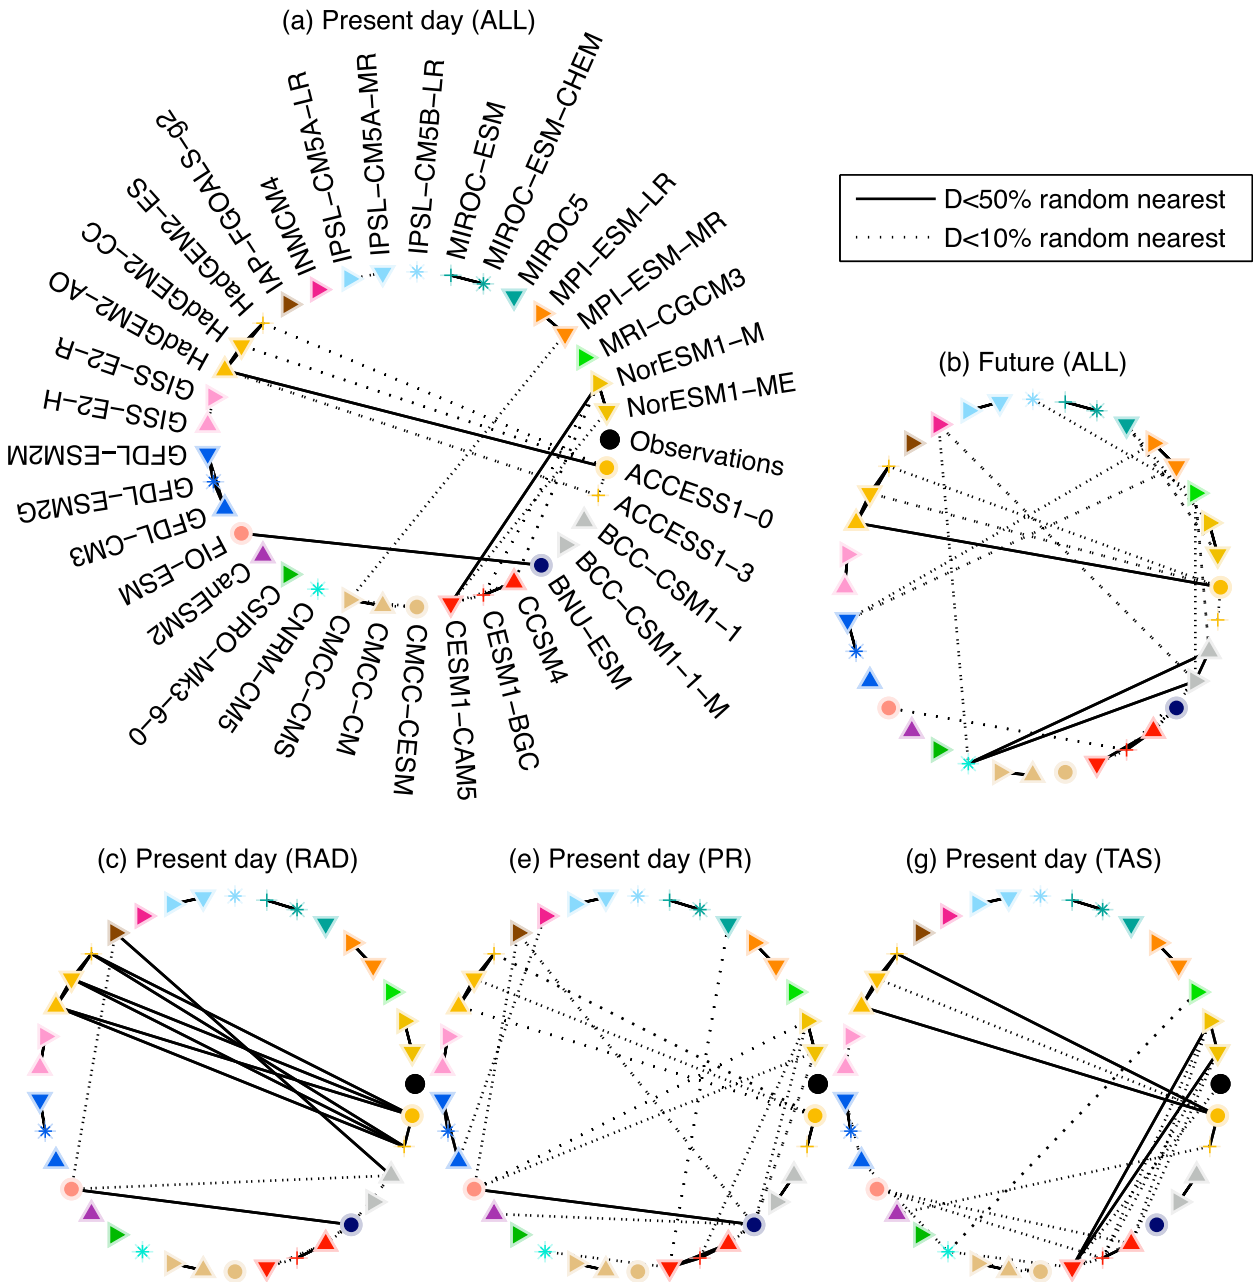 (a) Present day (ALL)
HadGEM2−AO
HadGEM2−CC
HadGEM2−ES
IAP−FGOALS−g2
INMCM4
IPSL−CM5A−LR
IPSL−CM5A−MR
IPSL−CM5B−LR
MIROC−ESM
MIROC−ESM−CHEM
MIROC5
MPI−ESM−LR
MPI−ESM−MR
MRI−CGCM3
NorESM1−M
NorESM1−ME
Observations
ACCESS1−0
ACCESS1−3
BCC−CSM1−1
BCC−CSM1−1−M
BNU−ESM
CCSM4
CESM1−BGC
CESM1−CAM5
CMCC−CESM
CMCC−CM
CMCC−CMS
CNRM−CM5
CSIRO−Mk3−6−0
CanESM2
FIO−ESM
GFDL−CM3
GFDL−ESM2G
GFDL−ESM2M
GISS−E2−H
GISS−E2−R
D<50% random nearest
D<10% random nearest
(b) Future (ALL)
(c) Present day (RAD)
(e) Present day (PR)
(g) Present day (TAS)